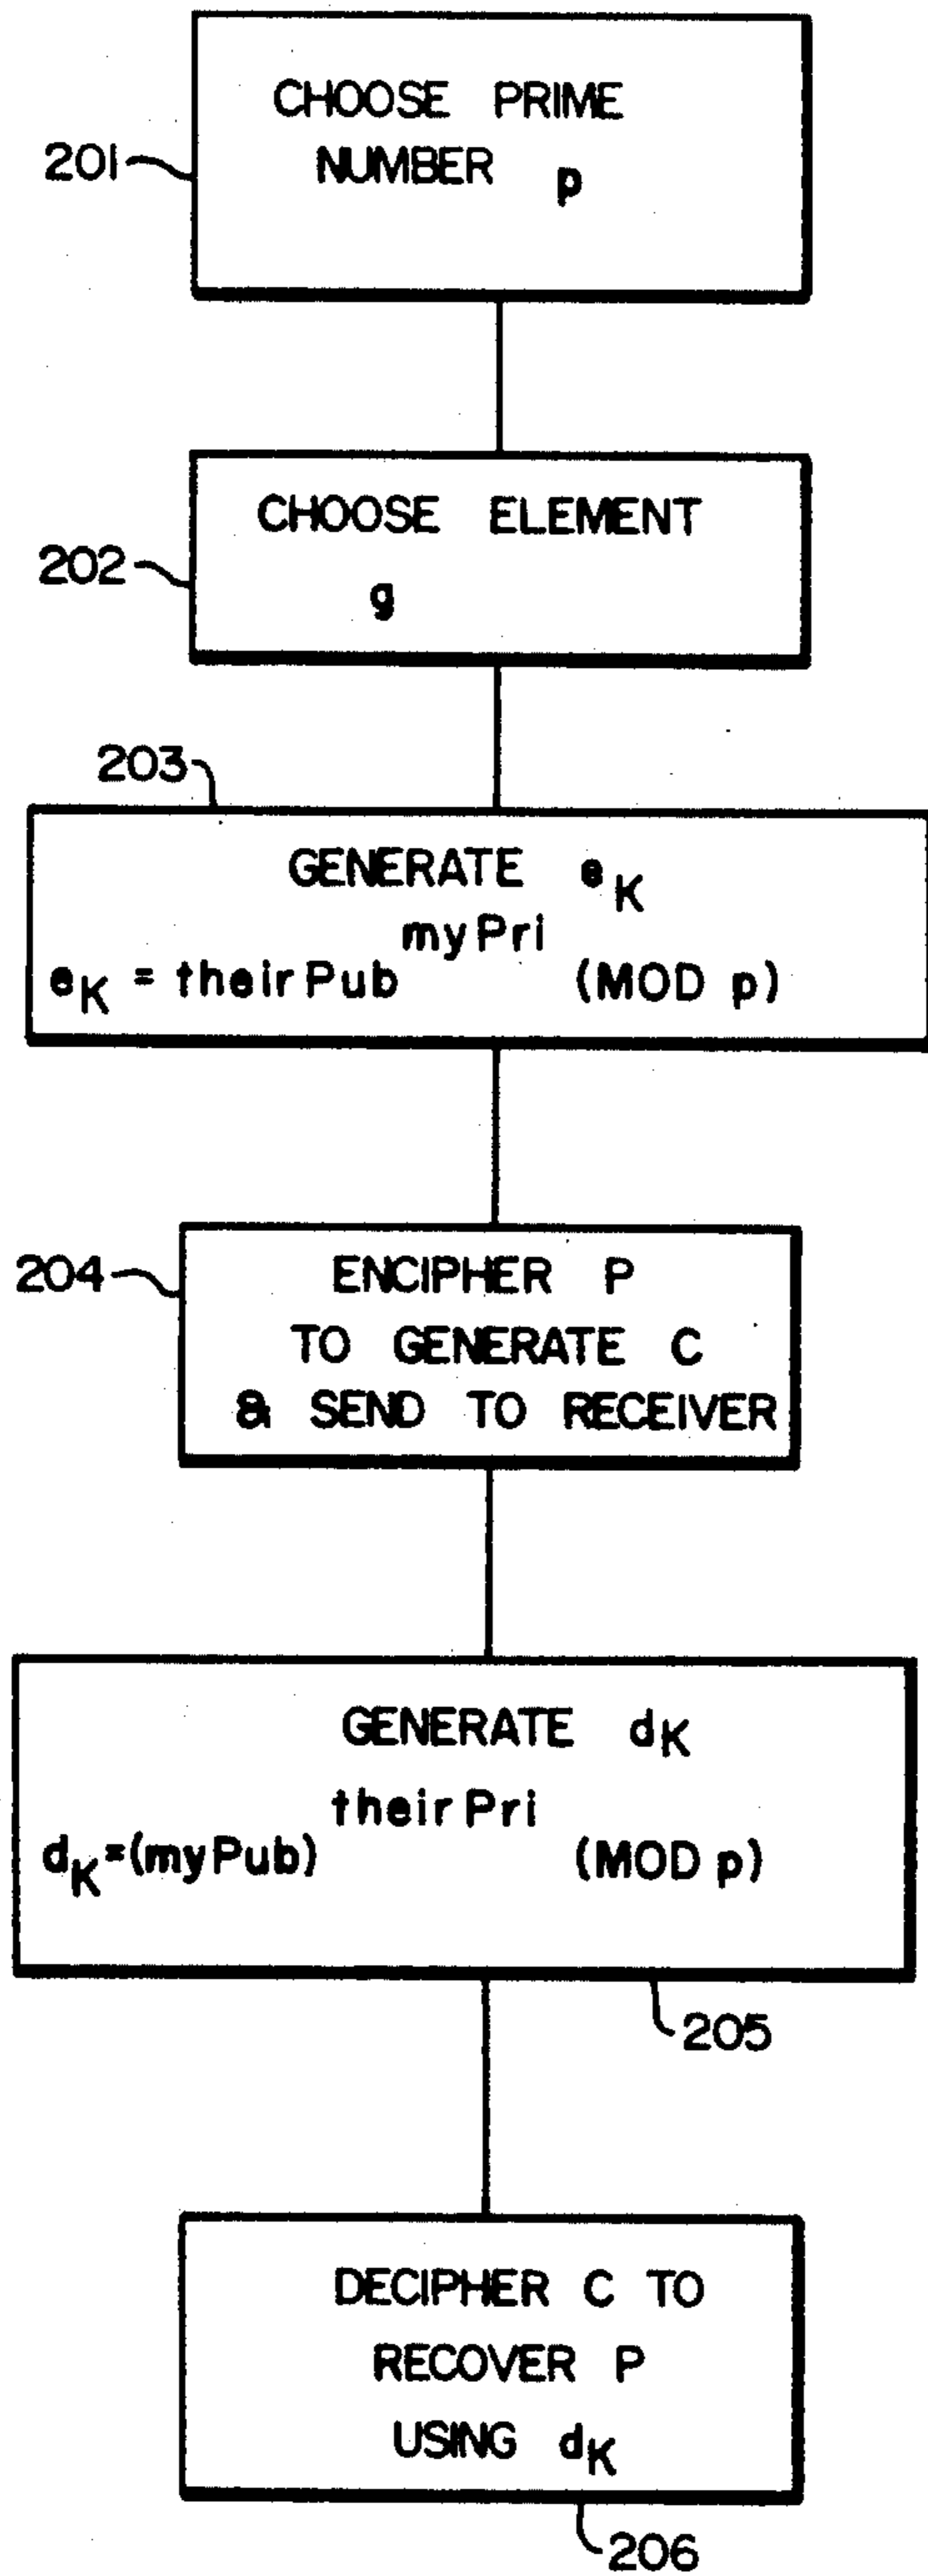 CHOOSE PRIME
NUMBER p
201
CHOOSE ELEMENT
g
202
203
GENERATE eK
myPri
eK = theirPub (MOD p)
204
ENCIPHER P
TO GENERATE C
& SEND TO RECEIVER
GENERATE dK
theirPri
dK=(myPub) (MOD p)
205
DECIPHER C TO
RECOVER P
USING dK
206